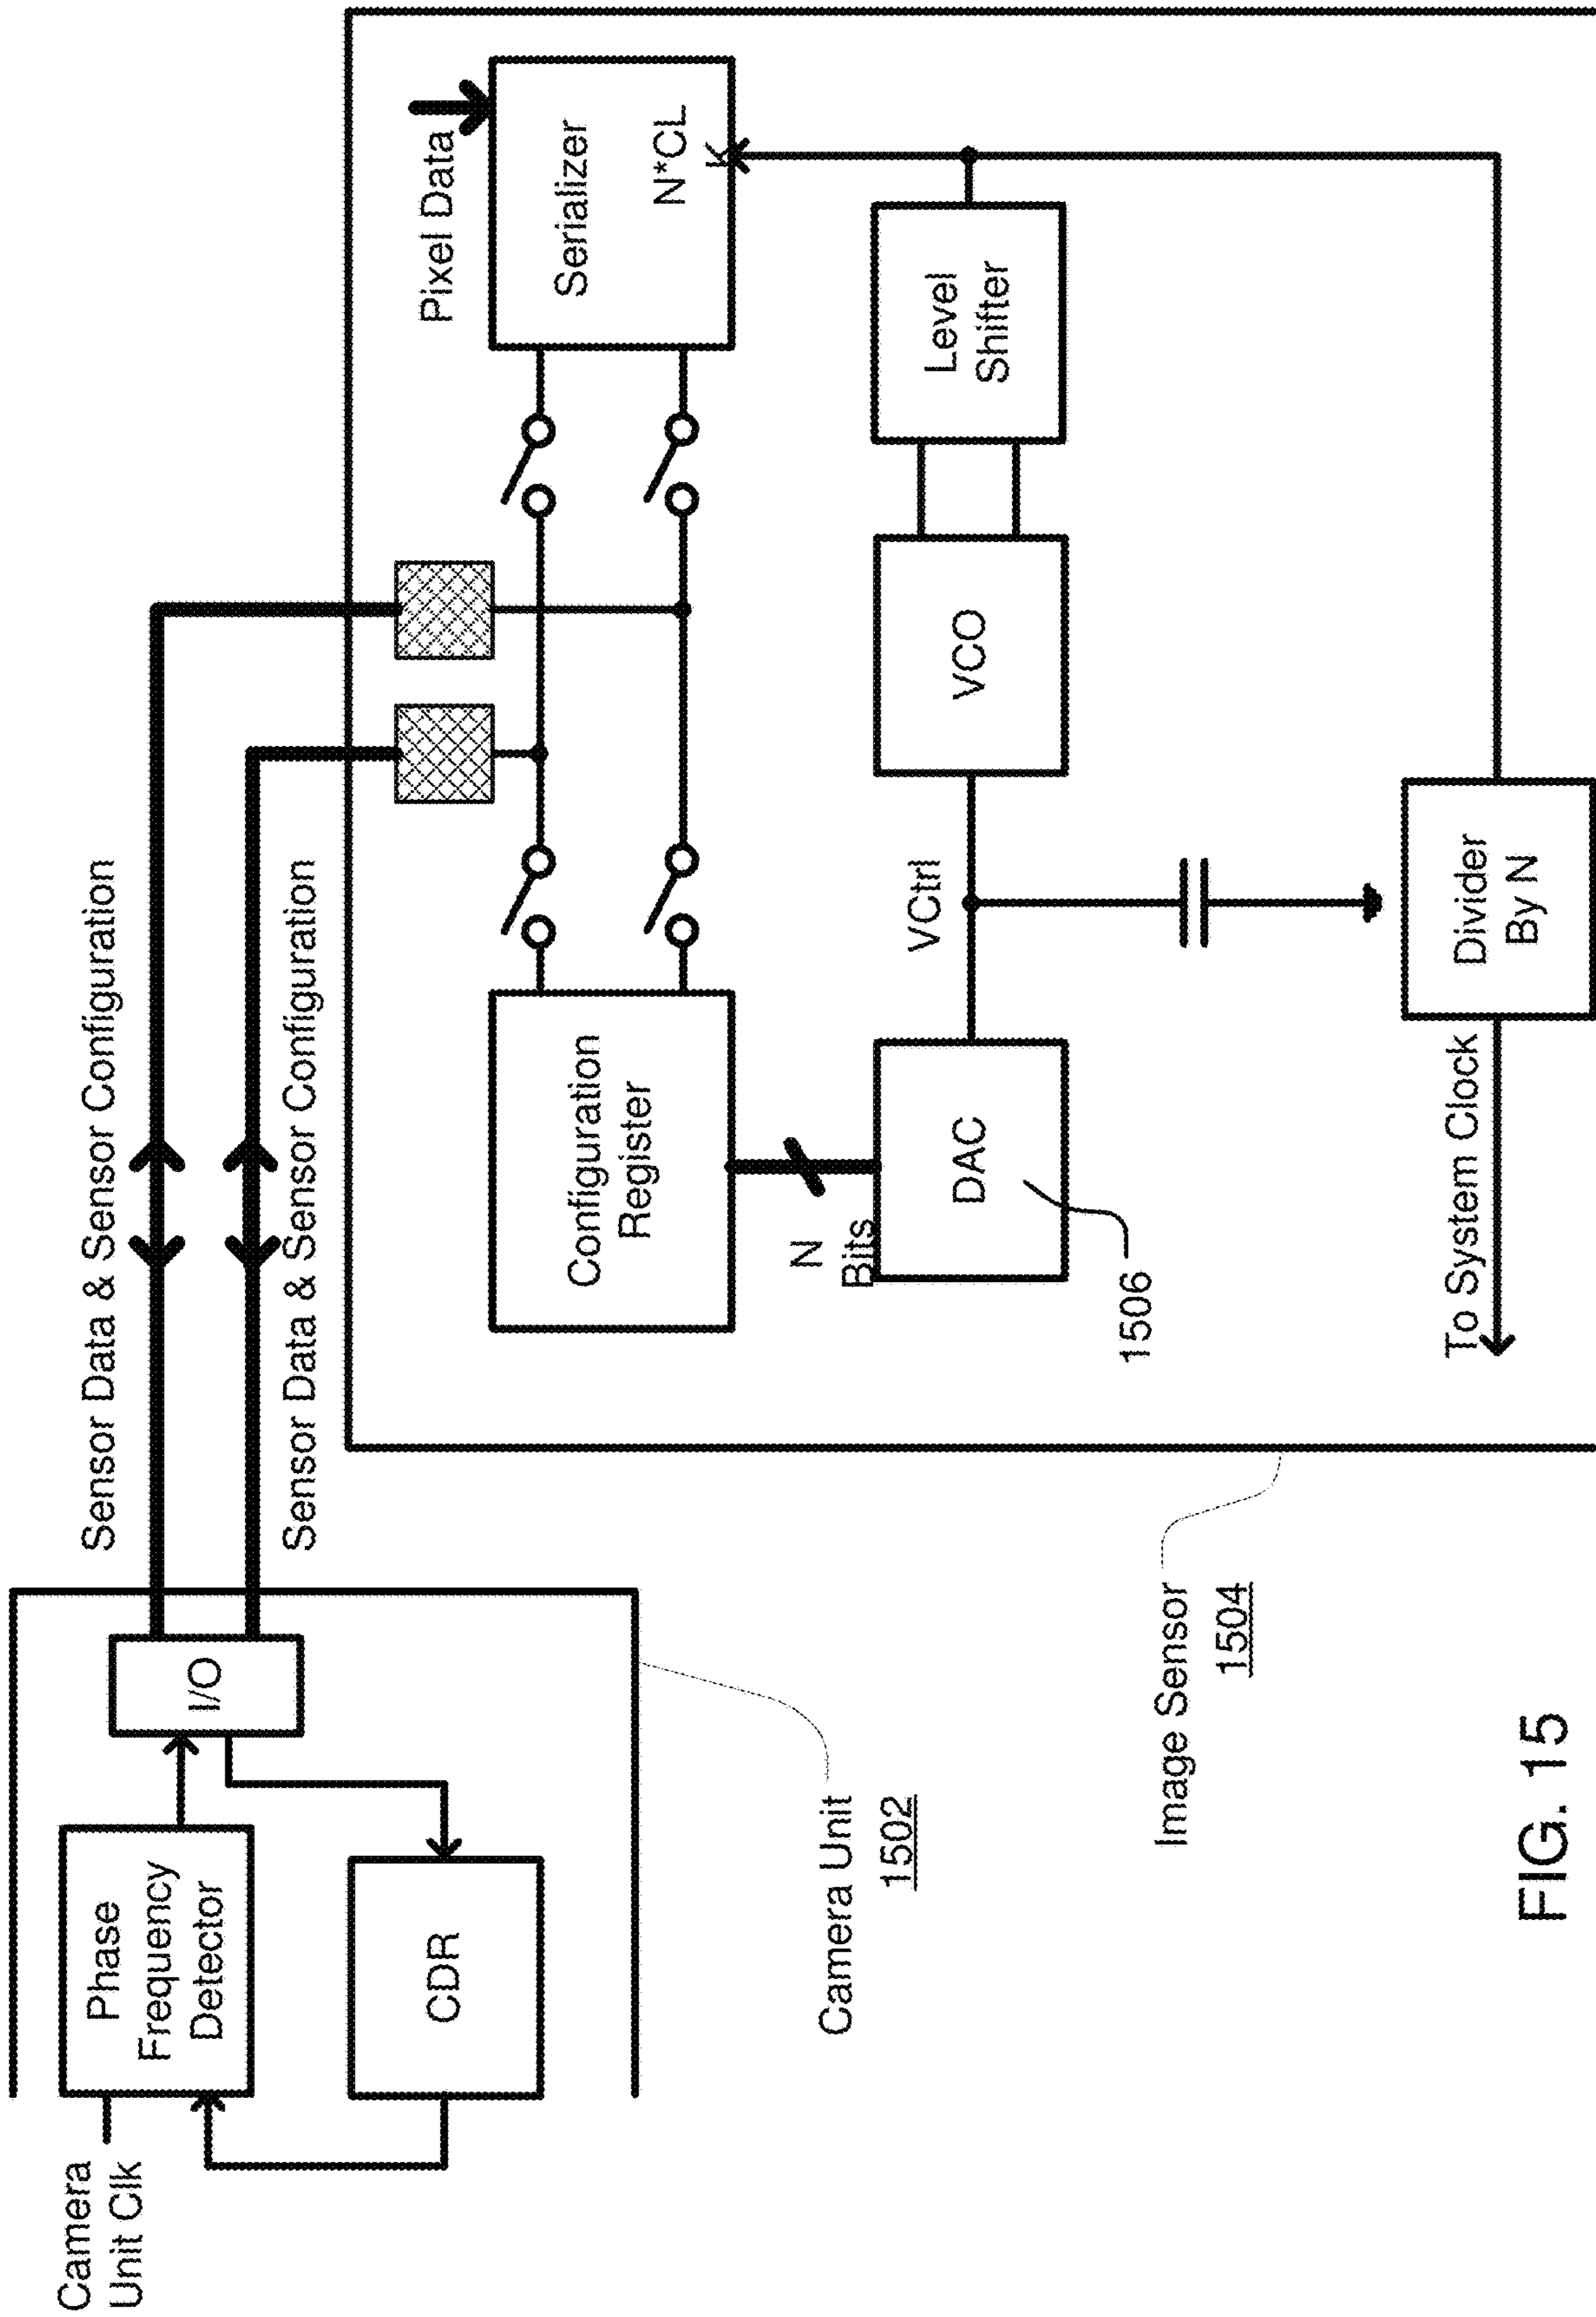 Camera
Unit Clk
Phase
Frequency
Detector
I/O
CDR
Camera Unit
1502
Sensor Data & Sensor Configuration
Sensor Data & Sensor Configuration
Pixel Data
Configuration
Register
Serializer
N*CL
K
N
Bits
DAC
1506
VCtrl
VCO
Level
Shifter
To System Clock
Divider
By N
Image Sensor
1504
FIG. 15